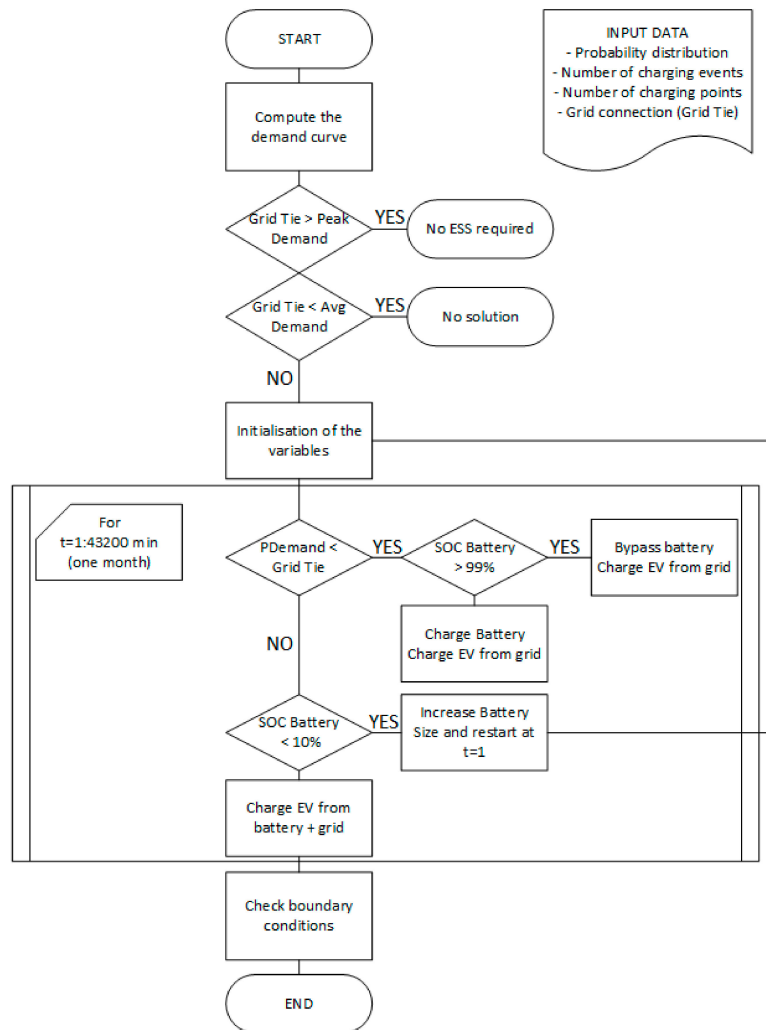 START
INPUT DATA
- Probability distribution
- Number of charging events
- Number of charging points
- Grid connection (Grid Tie)
Compute the
demand curve
Grid Tie > Peak
Demand
YES
No ESS required
Grid Tie < Avg
Demand
YES
No solution
NO
Initialisation of the
variables
For
t=1:43200 min
(one month)
PDemand <
Grid Tie
YES
SOC Battery
> 99%
YES
Bypass battery
Charge EV from grid
Charge Battery
Charge EV from grid
NO
SOC Battery
< 10%
YES
Increase Battery
Size and restart at
t=1
Charge EV from
battery + grid
Check boundary
conditions
END